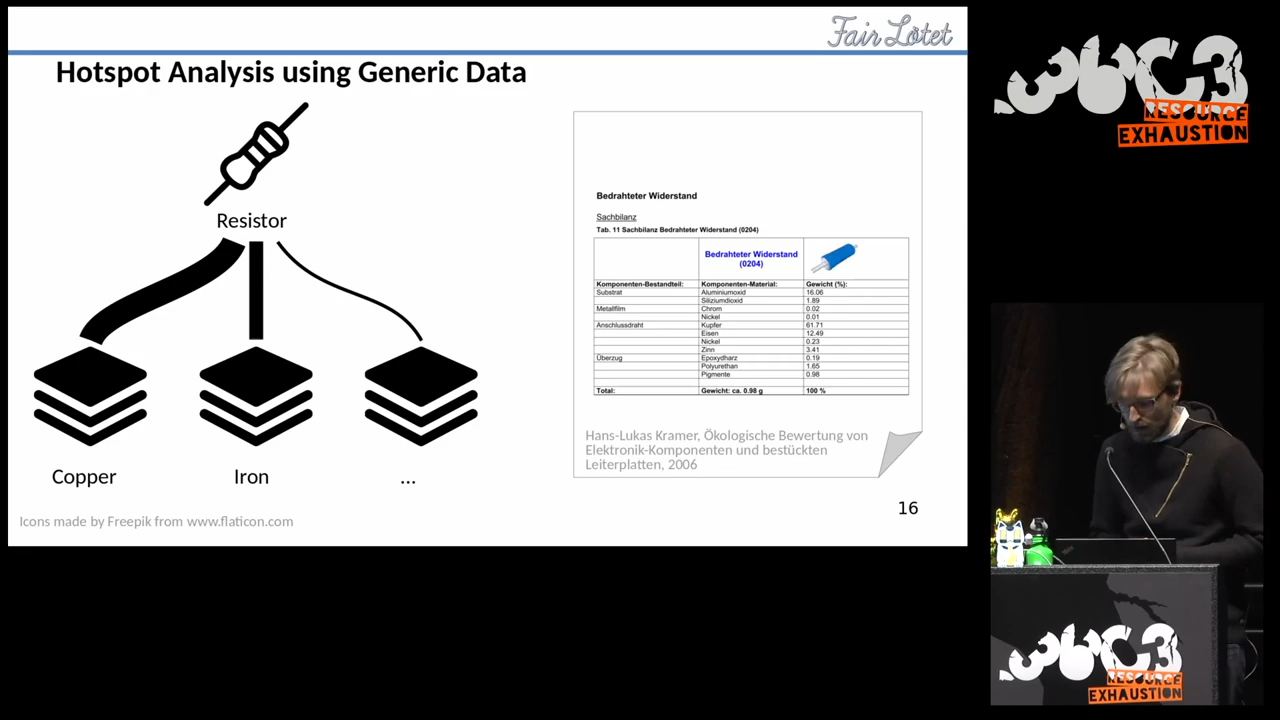 Fair Lötet
Hotspot Analysis using Generic Data
Resistor
Copper
Iron
...
Icons made by Freepik from www.flaticon.com
Bedrahteter Widerstand
Sachbilanz
Tab. 11 Sachbilanz Bedrahteter Widerstand (0204)
Bedrahteter Widerstand
(0204)
Komponenten-Bestandteil: Komponenten-Material: Gewicht (%):
Substrat Aluminiumoxid 16.06
Siliziumdioxid 1.89
Metallfilm Chrom 0.02
Nickel 0.01
Anschlussdraht Kupfer 61.71
Eisen 12.49
Nickel 0.23
Zinn 3.41
Überzug Epoxydharz 0.19
Polyurethan 1.65
Pigmente 0.98
Total: Gewicht: ca. 0.98 g 100 %
Hans-Lukas Kramer, Ökologische Bewertung von
Elektronik-Komponenten und bestückten
Leiterplatten, 2006
16
36C3
RESOURCE
EXHAUSTION
36C3
RESOURCE
EXHAUSTION